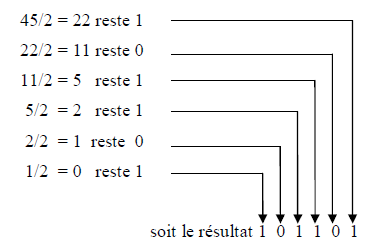 45/2 = 22 reste 1
22/2 = 11 reste 0
11/2 = 5 reste 1
5/2 = 2 reste 1
2/2 = 1 reste 0
1/2 = 0 reste 1
soit le résultat 1 0 1 1 0 1